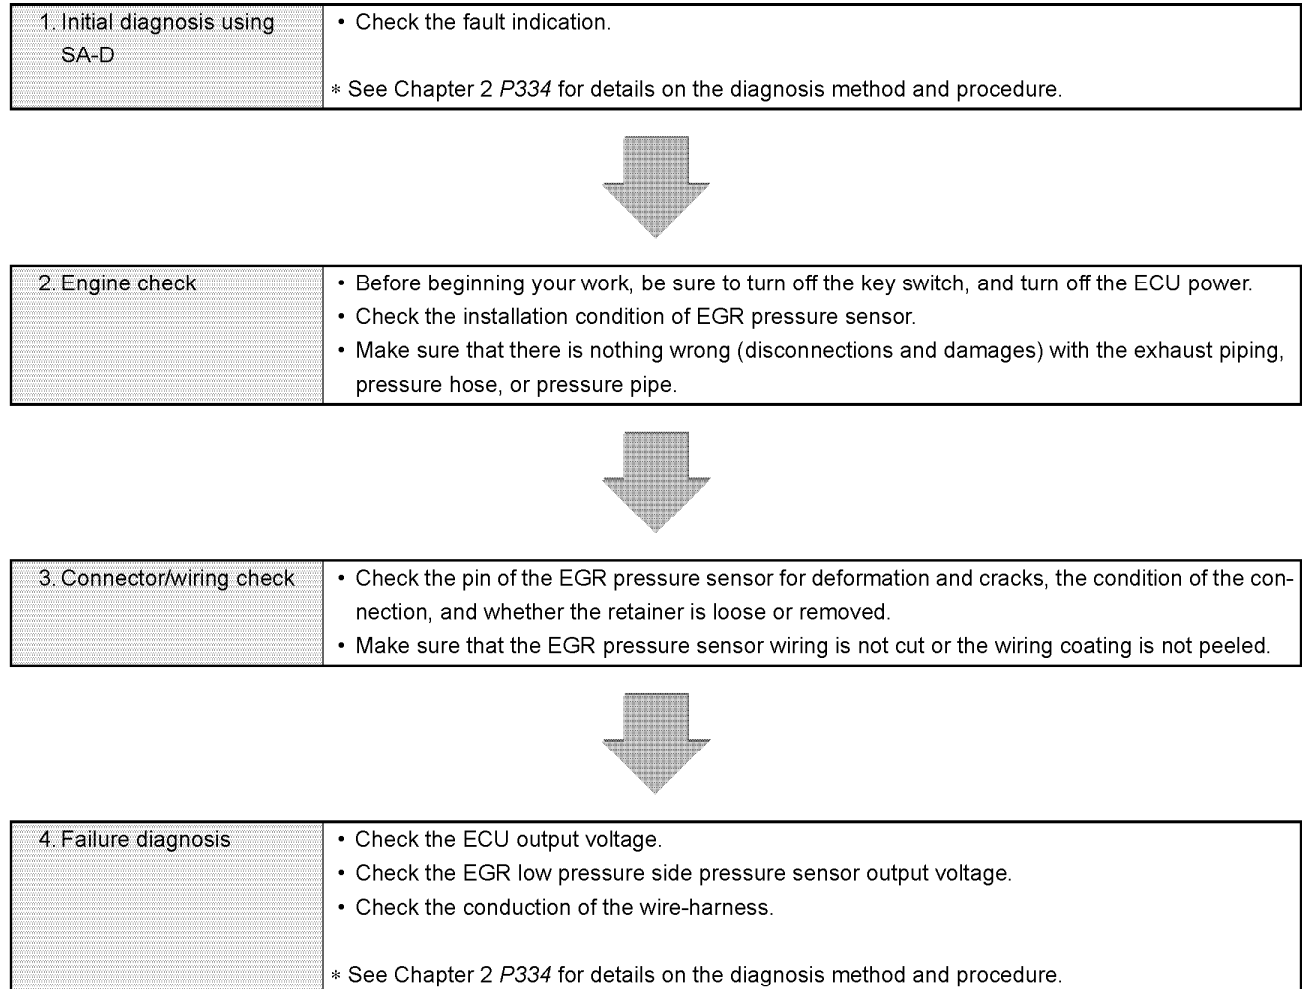 1. Initial diagnosis using
SA-D
• Check the fault indication.
* See Chapter 2 P334 for details on the diagnosis method and procedure.
2. Engine check
• Before beginning your work, be sure to turn off the key switch, and turn off the ECU power.
• Check the installation condition of EGR pressure sensor.
• Make sure that there is nothing wrong (disconnections and damages) with the exhaust piping,
pressure hose, or pressure pipe.
3. Connector/wiring check
• Check the pin of the EGR pressure sensor for deformation and cracks, the condition of the con-
nection, and whether the retainer is loose or removed.
• Make sure that the EGR pressure sensor wiring is not cut or the wiring coating is not peeled.
4. Failure diagnosis
• Check the ECU output voltage.
• Check the EGR low pressure side pressure sensor output voltage.
• Check the conduction of the wire-harness.
* See Chapter 2 P334 for details on the diagnosis method and procedure.